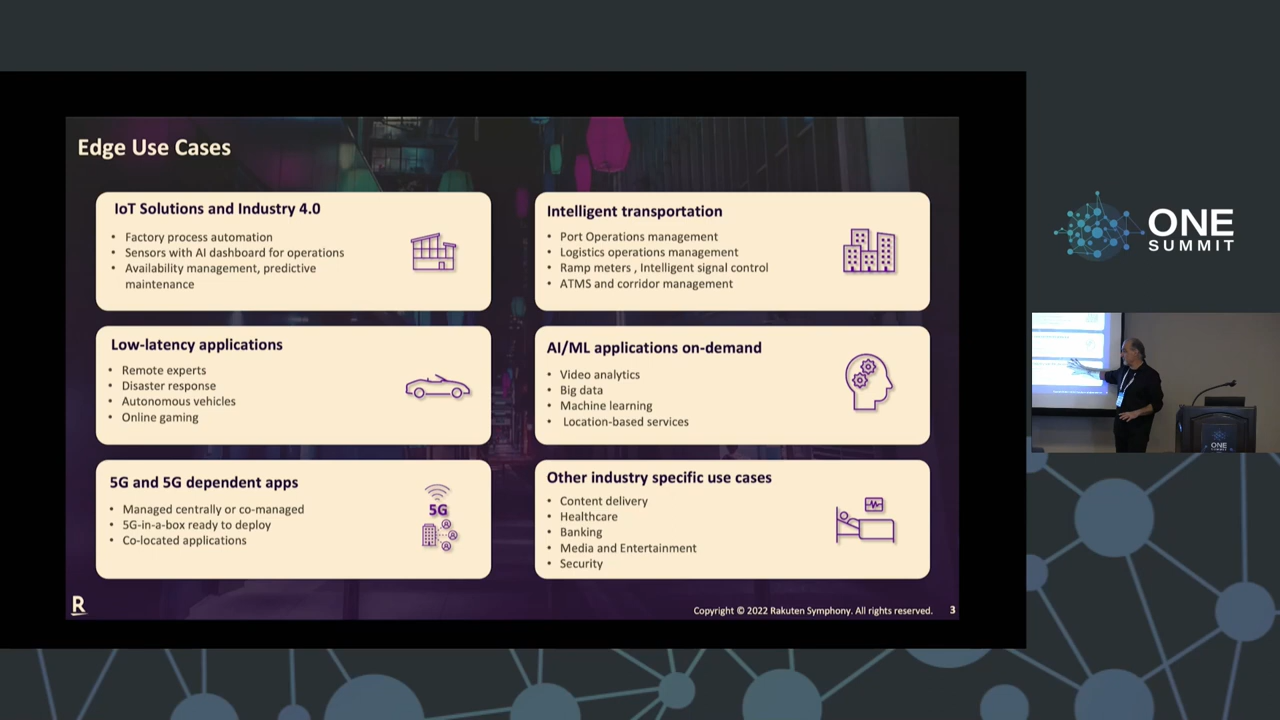 Edge Use Cases
IoT Solutions and Industry 4.0
• Factory process automation
• Sensors with AI dashboard for operations
• Availability management, predictive
maintenance
Intelligent transportation
• Port Operations management
• Logistics operations management
• Ramp meters , Intelligent signal control
• ATMS and corridor management
Low-latency applications
• Remote experts
• Disaster response
• Autonomous vehicles
• Online gaming
AI/ML applications on-demand
• Video analytics
• Big data
• Machine learning
• Location-based services
5G and 5G dependent apps
• Managed centrally or co-managed
• 5G-in-a-box ready to deploy
• Co-located applications
5G
Other industry specific use cases
• Content delivery
• Healthcare
• Banking
• Media and Entertainment
• Security
R
Copyright © 2022 Rakuten Symphony. All rights reserved. 3
ONE
SUMMIT
ONE